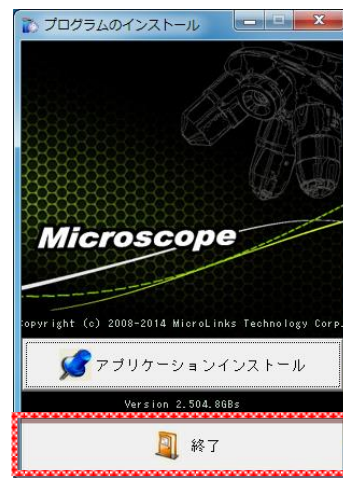 プログラムのインストール
Microscope
opyright (c) 2008-2014 MicroLinks Technology Corp.
アプリケーションインストール
Version 2.504.8GBs
終了